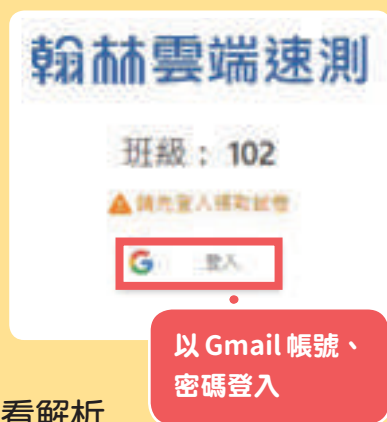 翰林雲端速測
班級：102
請先登入領取試卷
登入
以 Gmail 帳號、
密碼登入
看解析